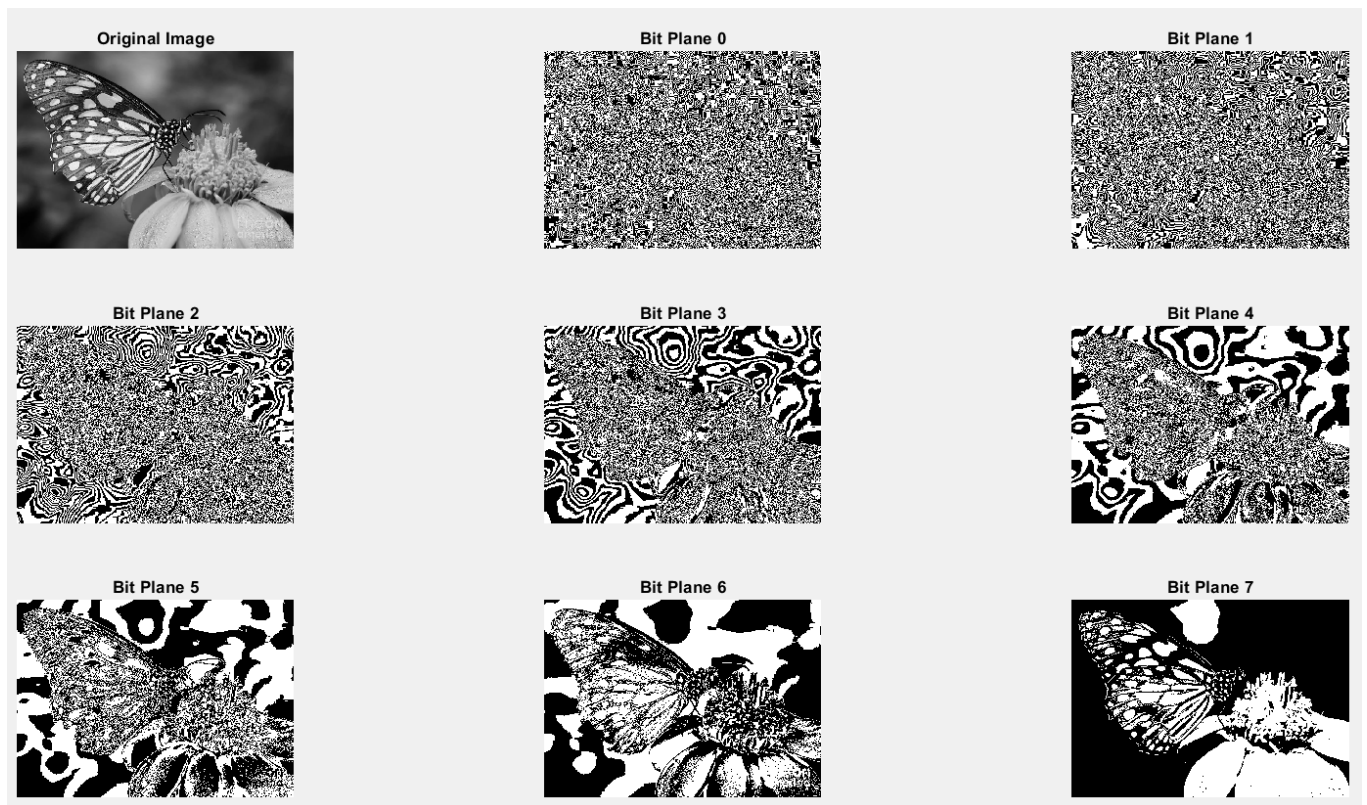 Original Image
Bit Plane 0
Bit Plane 1
Bit Plane 2
Bit Plane 3
Bit Plane 4
Bit Plane 5
Bit Plane 6
Bit Plane 7